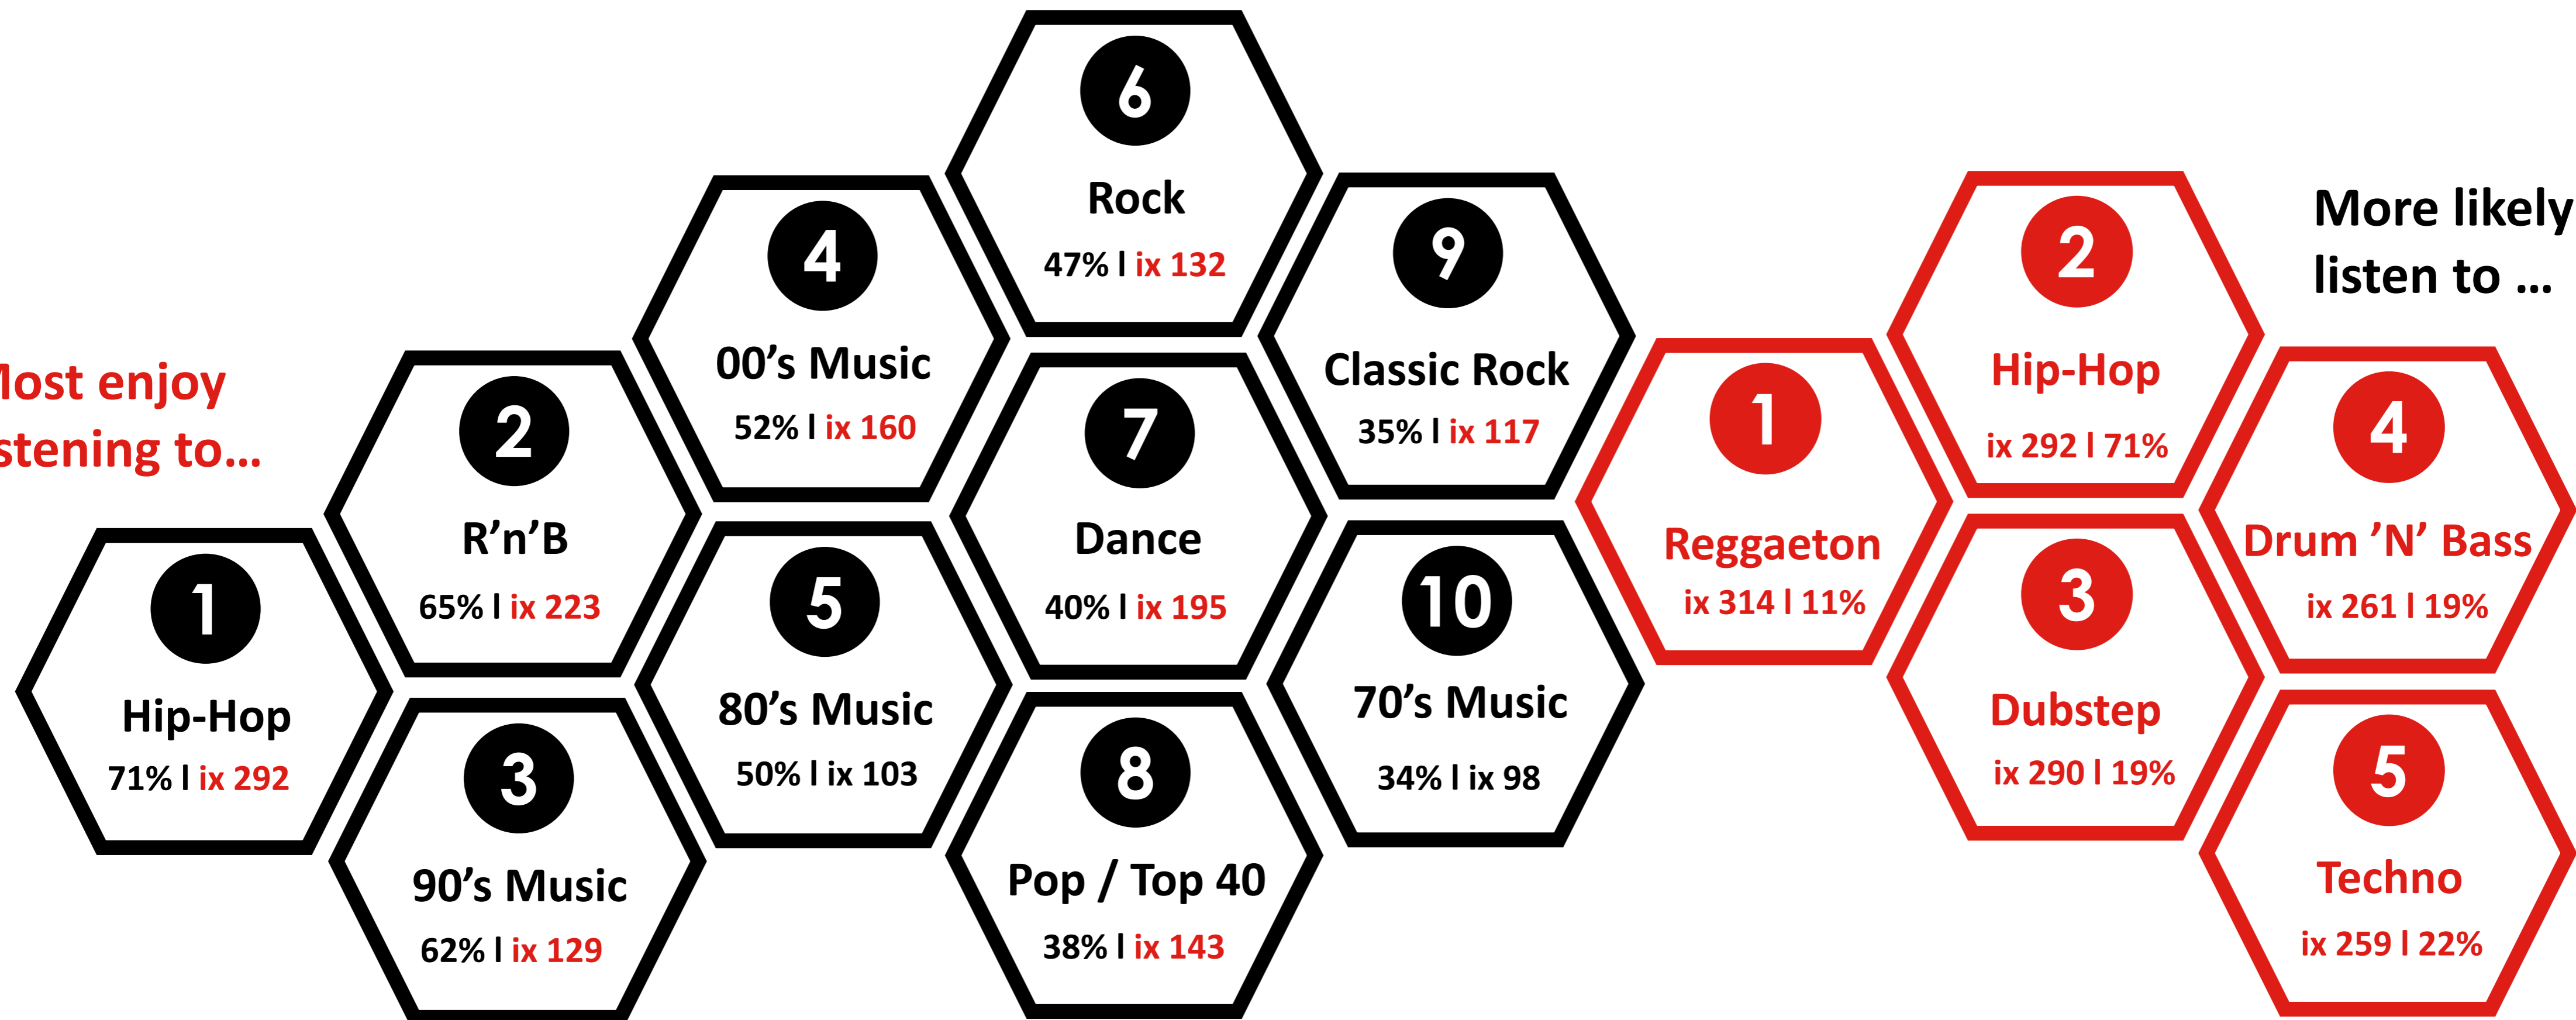 Most enjoy
listening to...
1
Hip-Hop
71% l ix 292
2
R’n’B
65% l ix 223
3
90’s Music
62% l ix 129
4
00’s Music
52% l ix 160
5
80’s Music
50% l ix 103
6
Rock
47% l ix 132
7
Dance
40% l ix 195
8
Pop / Top 40
38% l ix 143
9
Classic Rock
35% l ix 117
10
70’s Music
34% l ix 98
More likely
listen to ...
1
Reggaeton
ix 314 l 11%
2
Hip-Hop
ix 292 l 71%
3
Dubstep
ix 290 l 19%
4
Drum ’N’ Bass
ix 261 l 19%
5
Techno
ix 259 l 22%